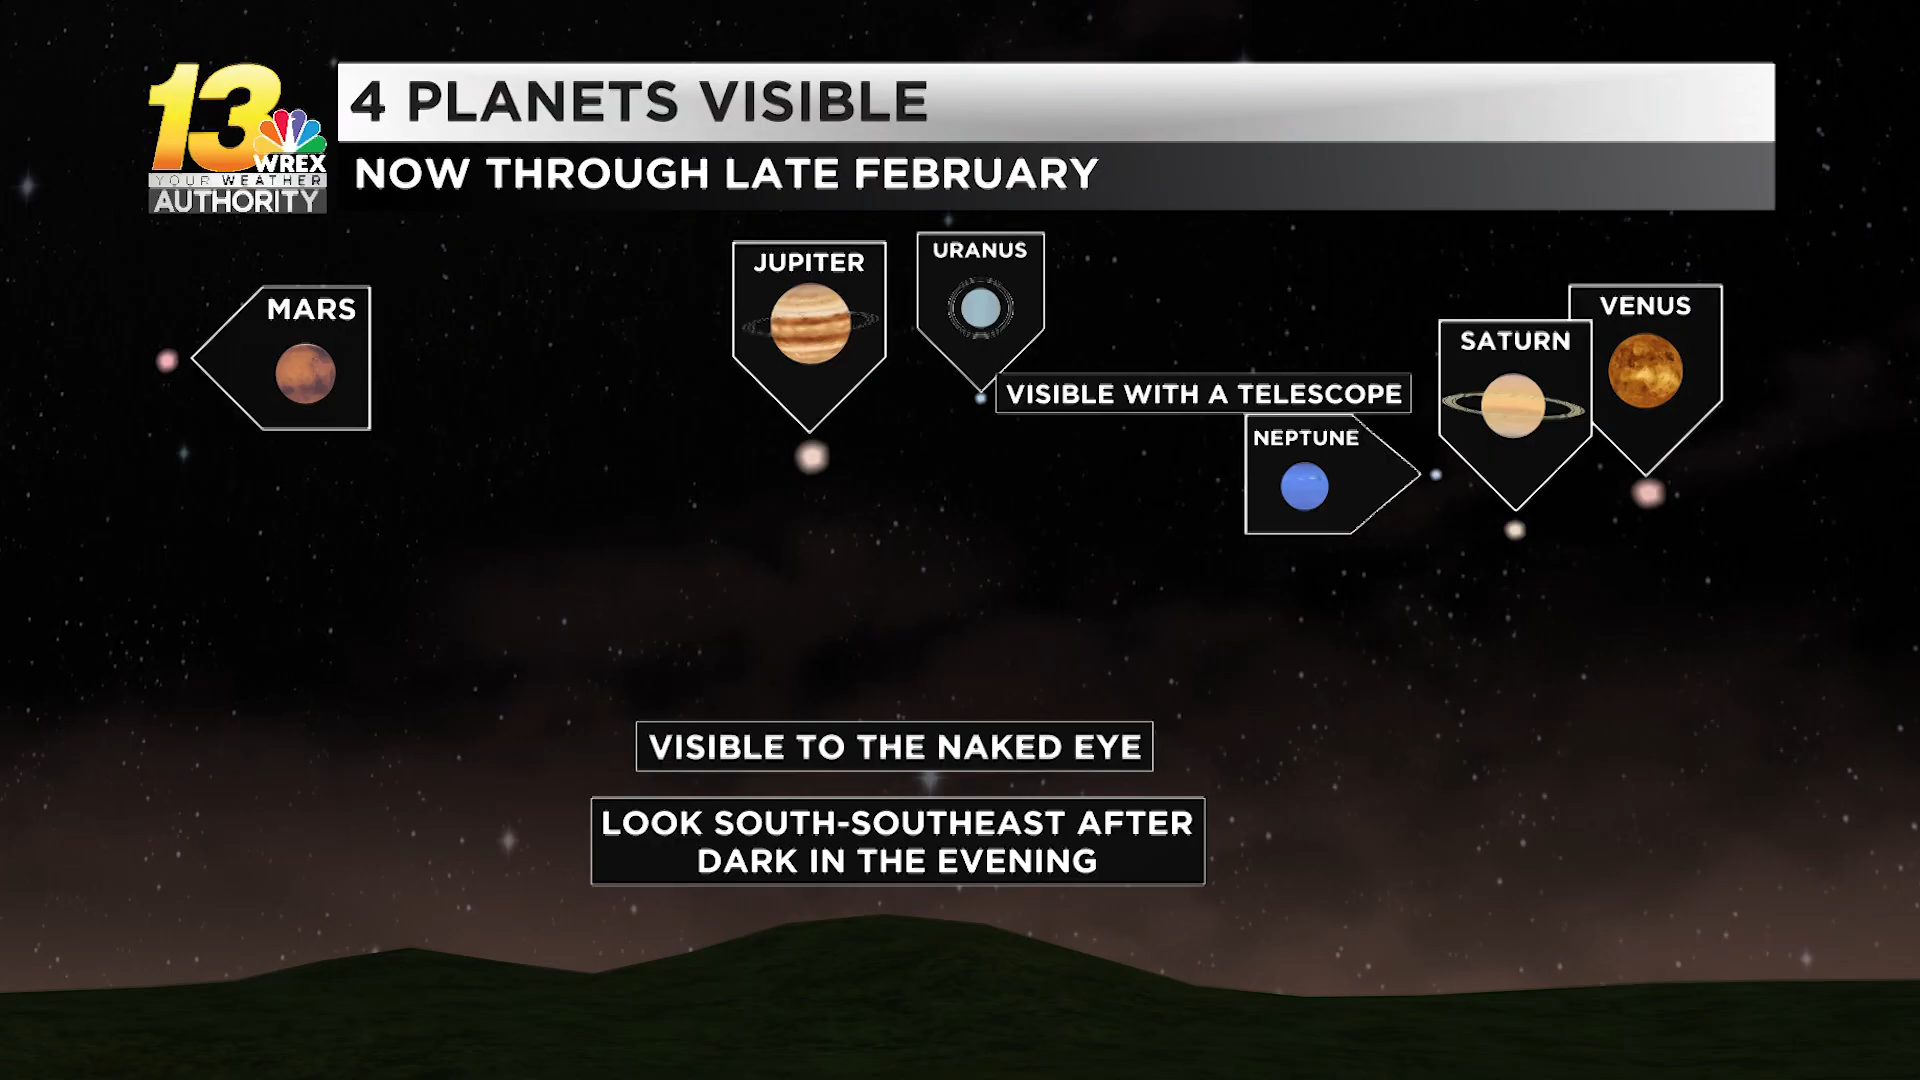 13
WREX
YOUR WEATHER
AUTHORITY
4 PLANETS VISIBLE
NOW THROUGH LATE FEBRUARY
MARS
JUPITER
URANUS
VISIBLE WITH A TELESCOPE
NEPTUNE
SATURN
VENUS
VISIBLE TO THE NAKED EYE
LOOK SOUTH-SOUTHEAST AFTER
DARK IN THE EVENING